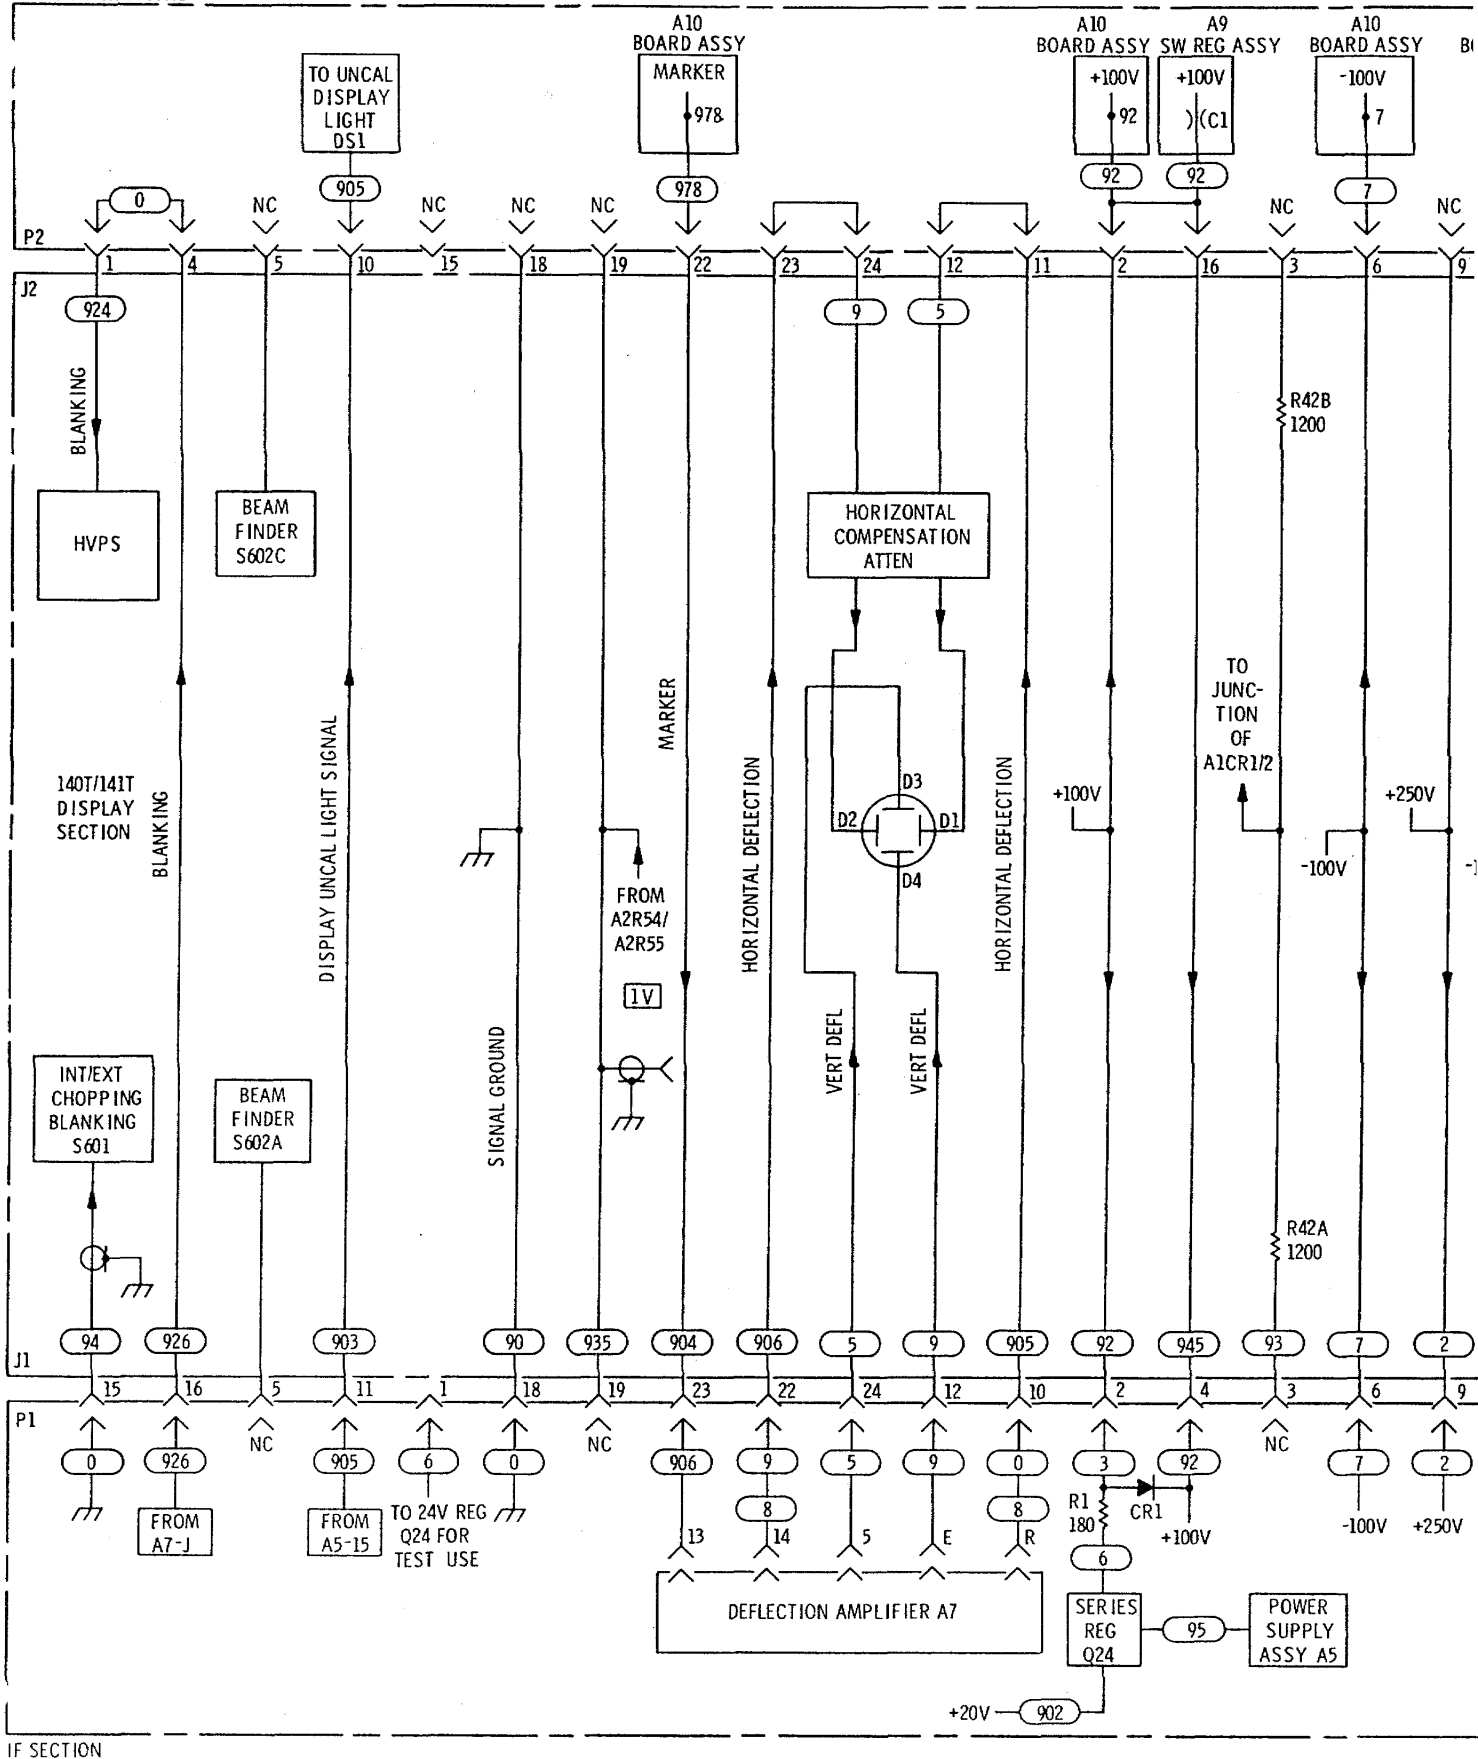 A10
BOARD ASSY
MARKER
978
978
A10
BOARD ASSY
+100V
92
92
A9
SW REG ASSY
+100V
)(C1
92
A10
BOARD ASSY
-100V
7
7
TO UNCAL
DISPLAY
LIGHT
DS1
905
0
NC
NC
NC
NC
NC
NC
P2
1
4
5
10
15
18
19
22
23
24
12
11
2
16
3
6
9
J2
924
9
5
BLANKING
HVPS
BEAM
FINDER
S602C
HORIZONTAL
COMPENSATION
ATTEN
R42B
1200
140T/141T
DISPLAY
SECTION
BLANKING
DISPLAY UNCAL LIGHT SIGNAL
SIGNAL GROUND
FROM
A2R54/
A2R55
1V
MARKER
HORIZONTAL DEFLECTION
D3
D2
D1
D4
VERT DEFL
VERT DEFL
HORIZONTAL DEFLECTION
+100V
TO
JUNC-
TION
OF
A1CR1/2
-100V
+250V
INT/EXT
CHOPPING
BLANKING
S601
BEAM
FINDER
S602A
R42A
1200
94
926
903
90
935
904
906
5
9
905
92
945
93
7
2
J1
15
16
5
11
1
18
19
23
22
24
12
10
2
4
3
6
9
P1
0
926
NC
905
6
0
NC
906
9
5
9
0
3
92
NC
7
2
FROM
A7-J
FROM
A5-15
TO 24V REG
Q24 FOR
TEST USE
8
8
R1
180
CR1
+100V
-100V
+250V
13
14
5
E
R
6
DEFLECTION AMPLIFIER A7
SERIES
REG
Q24
95
POWER
SUPPLY
ASSY A5
+20V
902
IF SECTION